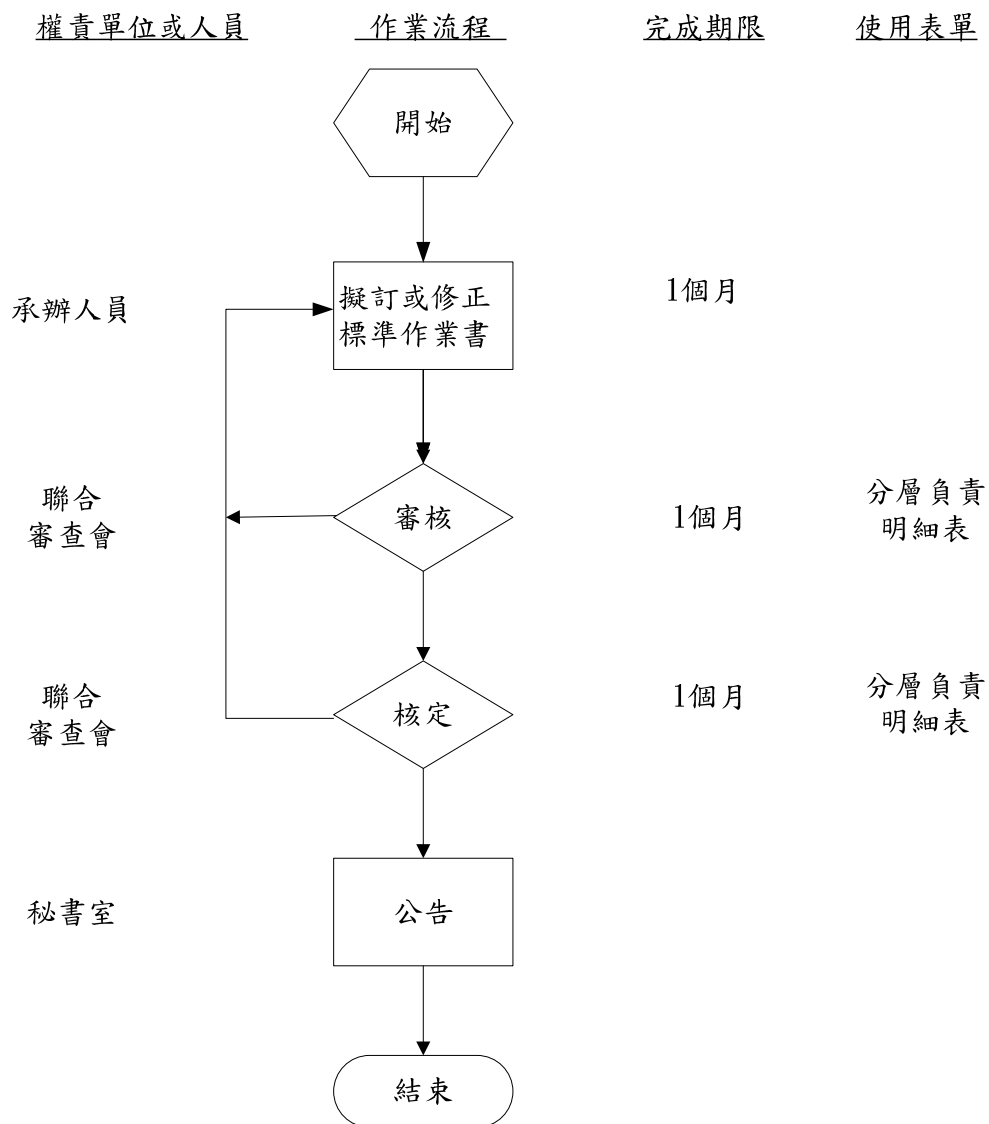 權責單位或人員 作業流程 完成期限 使用表單
開始
承辦人員
擬訂或修正
標準作業書
1個月
聯合
審查會
審核
1個月
分層負責
明細表
聯合
審查會
核定
1個月
分層負責
明細表
秘書室
公告
結束